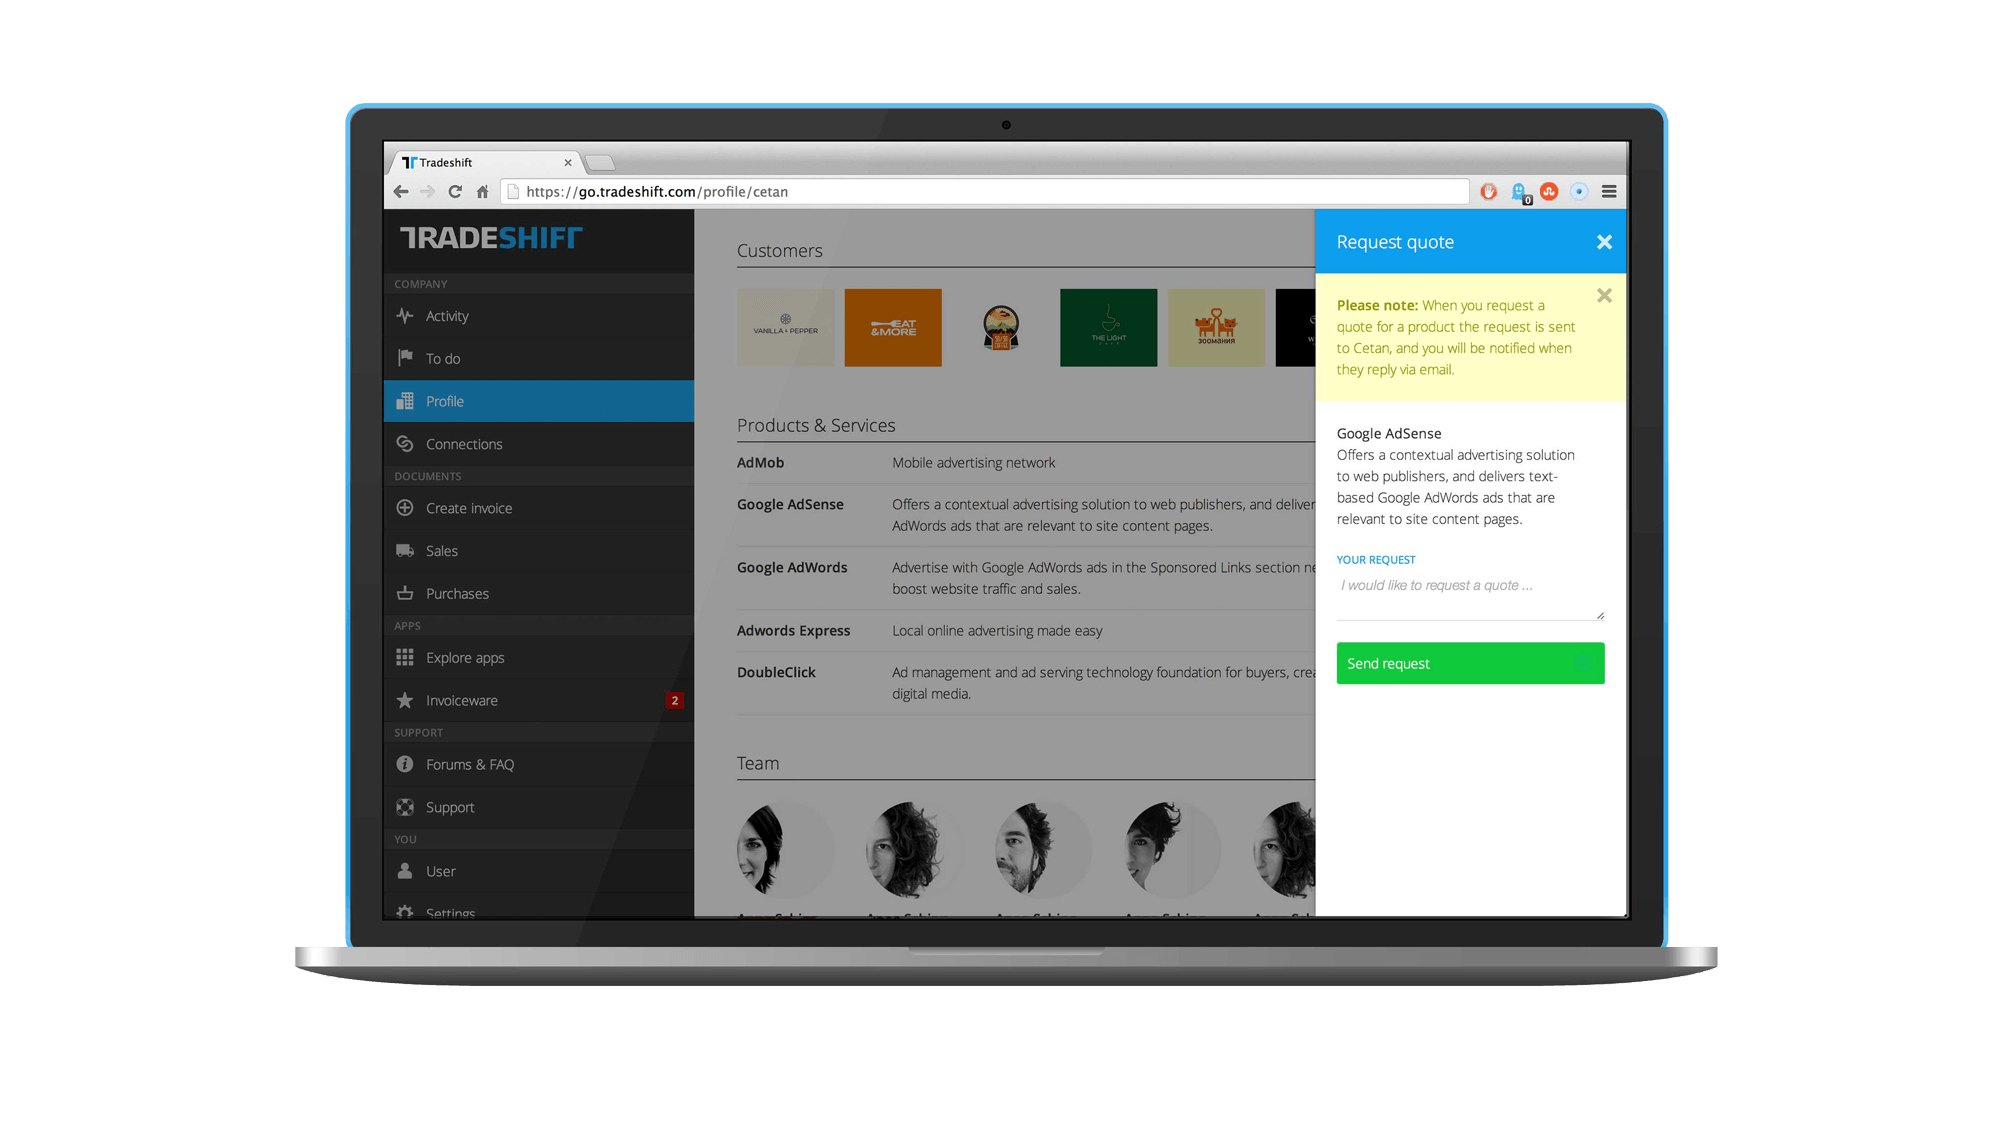 Tradeshift
https://go.tradeshift.com/profile/cetan
0
TRADESHIFT
COMPANY
Activity
To do
Profile
Connections
DOCUMENTS
Create invoice
Sales
Purchases
APPS
Explore apps
Invoiceware 2
SUPPORT
Forums & FAQ
Support
YOU
User
Settings
Customers
VANILLA + PEPPER
EAT
&MORE
THE LIGHT
CAFE
зоомания
Products & Services
AdMob Mobile advertising network
Google AdSense Offers a contextual advertising solution to web publishers, and deliver
AdWords ads that are relevant to site content pages.
Google AdWords Advertise with Google AdWords ads in the Sponsored Links section ne
boost website traffic and sales.
Adwords Express Local online advertising made easy
DoubleClick Ad management and ad serving technology foundation for buyers, crea
digital media.
Team
Request quote
Please note: When you request a
quote for a product the request is sent
to Cetan, and you will be notified when
they reply via email.
Google AdSense
Offers a contextual advertising solution
to web publishers, and delivers text-
based Google AdWords ads that are
relevant to site content pages.
YOUR REQUEST
I would like to request a quote ...
Send request